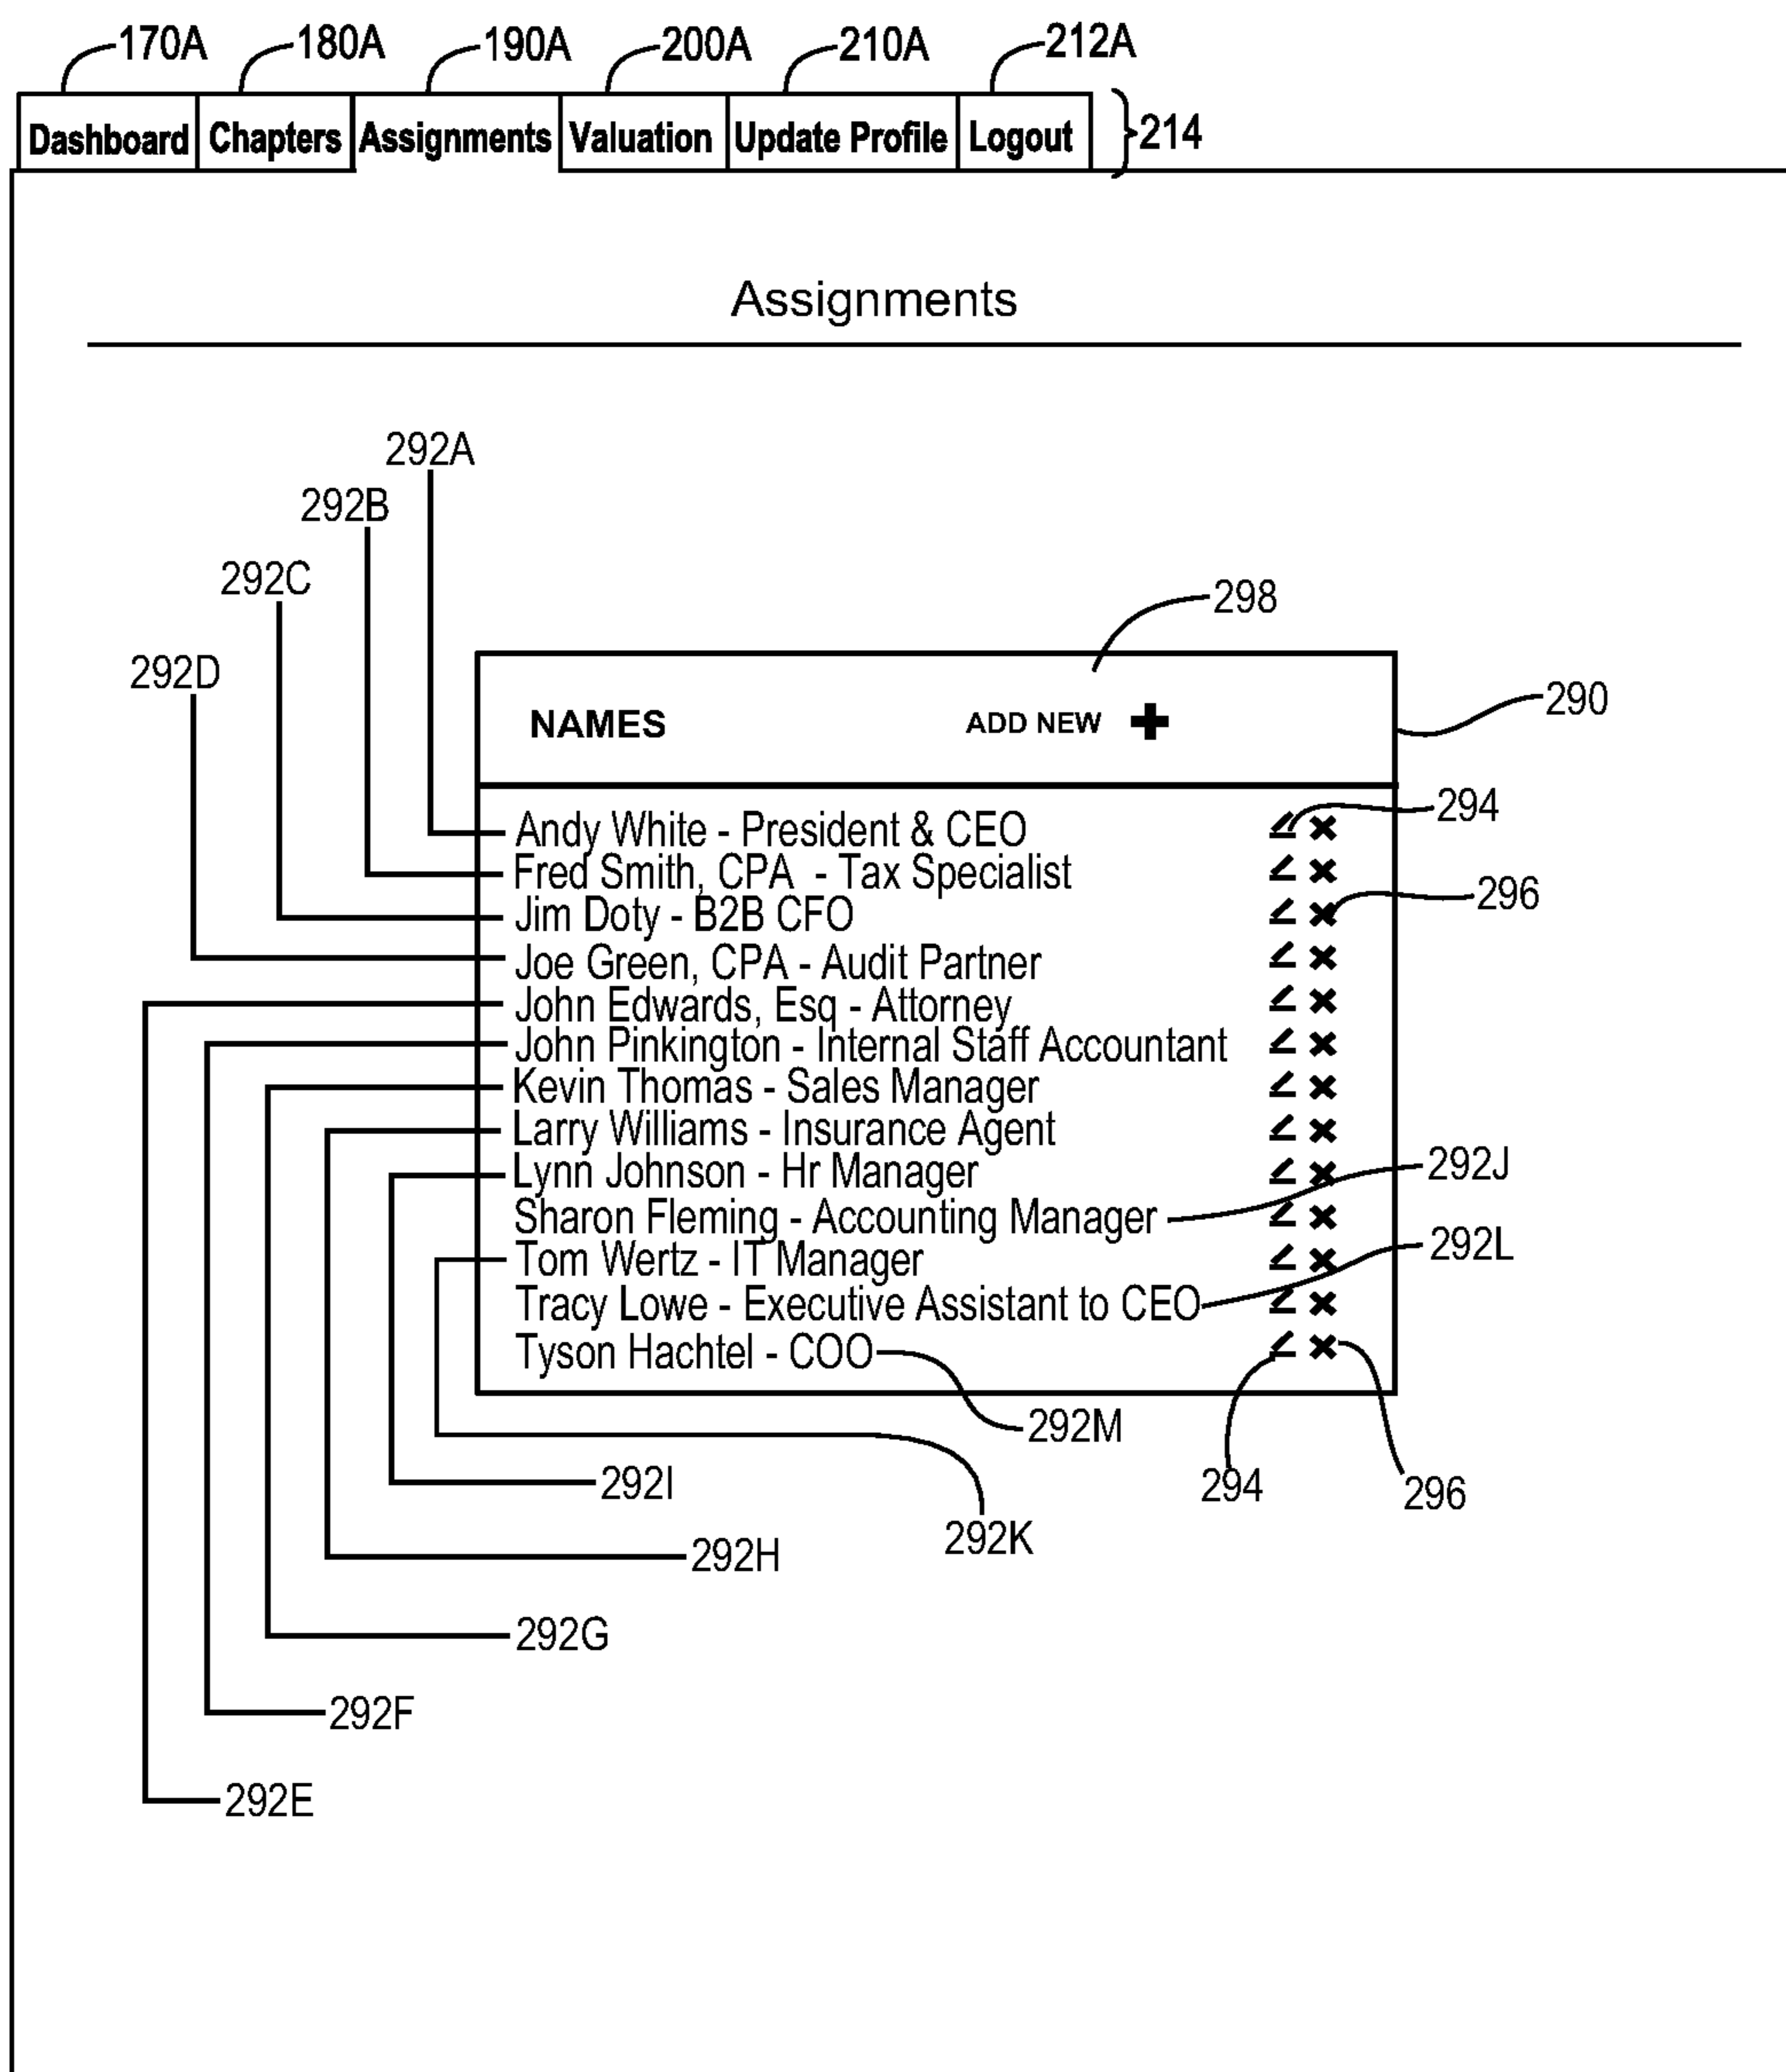 170A 180A 190A 200A 210A 212A
Dashboard Chapters Assignments Valuation Update Profile Logout 214
Assignments
292A
292B
292C
298
292D
290
NAMES ADD NEW +
294
Andy White - President & CEO
Fred Smith, CPA - Tax Specialist
296
Jim Doty - B2B CFO
Joe Green, CPA - Audit Partner
John Edwards, Esq - Attorney
John Pinkington - Internal Staff Accountant
Kevin Thomas - Sales Manager
Larry Williams - Insurance Agent
292J
Lynn Johnson - Hr Manager
Sharon Fleming - Accounting Manager
292L
Tom Wertz - IT Manager
Tracy Lowe - Executive Assistant to CEO
Tyson Hachtel - COO
292M
292I
294 296
292K
292H
292G
292F
292E